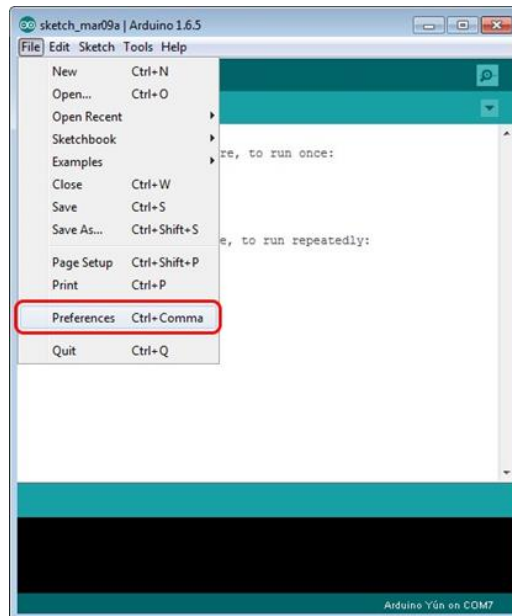 sketch_mar09a | Arduino 1.6.5
File Edit Sketch Tools Help
New Ctrl+N
Open... Ctrl+O
Open Recent
Sketchbook
Examples
re, to run once:
Close Ctrl+W
Save Ctrl+S
Save As... Ctrl+Shift+S
e, to run repeatedly:
Page Setup Ctrl+Shift+P
Print Ctrl+P
Preferences Ctrl+Comma
Quit Ctrl+Q
Arduino Yún on COM7